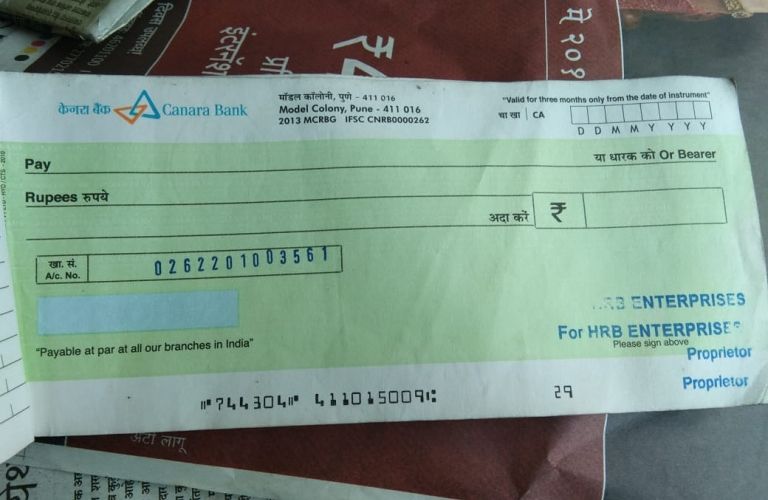 केनरा बैंक Canara Bank
मॉडल कॉलोनी, पुणे - 411 016
Model Colony, Pune - 411 016
2013 MCRBG IFSC CNRB0000262
"Valid for three months only from the date of instrument"
चा खा CA
D D M M Y Y Y Y
Pay
या धारक को Or Bearer
Rupees रुपये
अदा करें ₹
खा. सं.
A/c. No.
0262201003561
HRB ENTERPRISES
For HRB ENTERPRISES
Please sign above
Proprietor
Proprietor
"Payable at par at all our branches in India"
⑈744304⑈ 411015009⑆ 29
इंटरनॅश
₹
मे २०१
अटी लागू